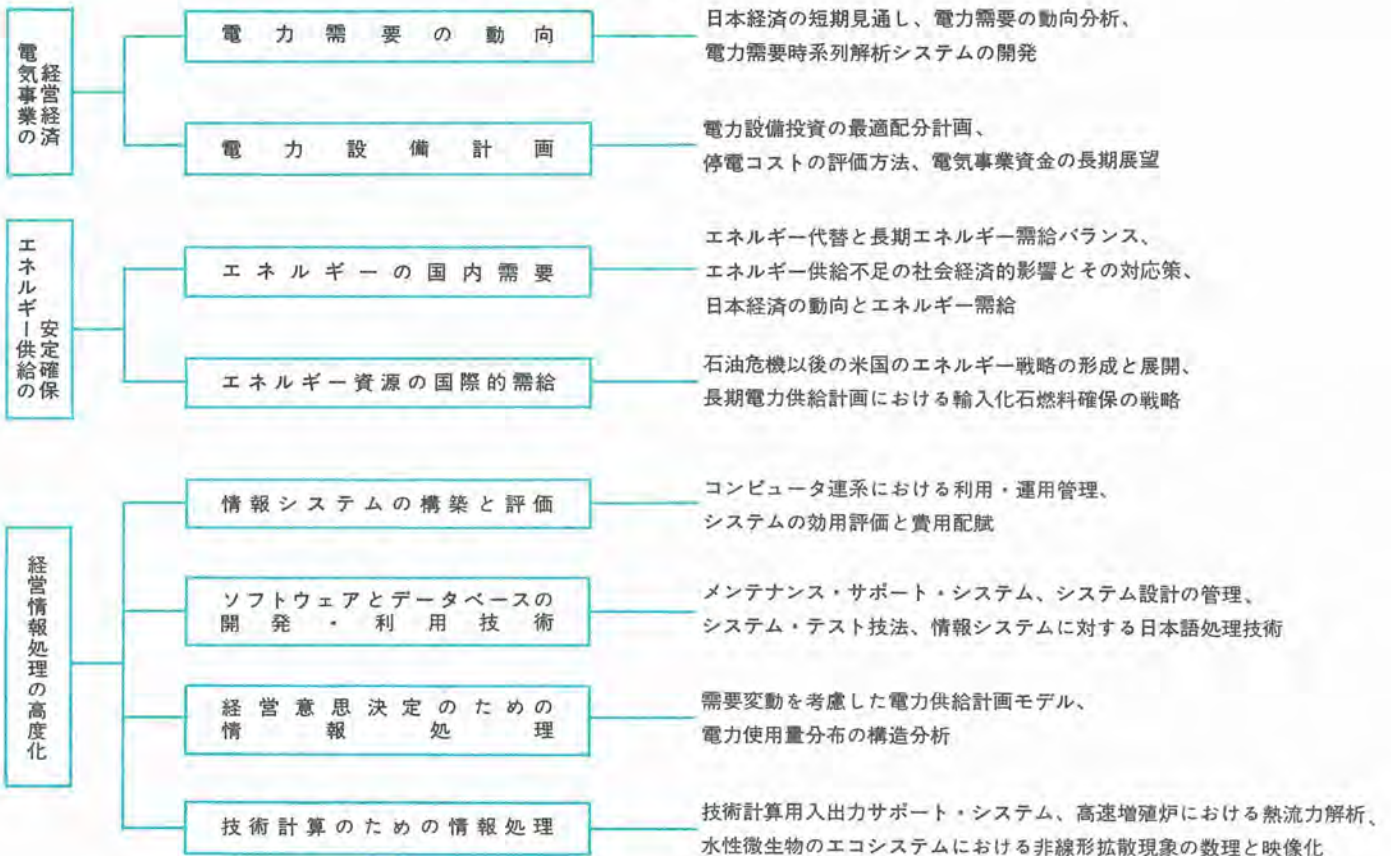 電気事業の
経営経済
電力需要の動向
日本経済の短期見通し、電力需要の動向分析、
電力需要時系列解析システムの開発
電力設備計画
電力設備投資の最適配分計画、
停電コストの評価方法、電気事業資金の長期展望
エネルギー供給の
安定確保
エネルギーの国内需要
エネルギー代替と長期エネルギー需給バランス、
エネルギー供給不足の社会経済的影響とその対応策、
日本経済の動向とエネルギー需給
エネルギー資源の国際的需給
石油危機以後の米国のエネルギー戦略の形成と展開、
長期電力供給計画における輸入化石燃料確保の戦略
経営情報処理の高度化
情報システムの構築と評価
コンピュータ連系における利用・運用管理、
システムの効用評価と費用配賦
ソフトウェアとデータベースの
開発・利用技術
メンテナンス・サポート・システム、システム設計の管理、
システム・テスト技法、情報システムに対する日本語処理技術
経営意思決定のための
情報処理
需要変動を考慮した電力供給計画モデル、
電力使用量分布の構造分析
技術計算のための情報処理
技術計算用入出力サポート・システム、高速増殖炉における熱流力解析、
水性微生物のエコシステムにおける非線形拡散現象の数理と映像化